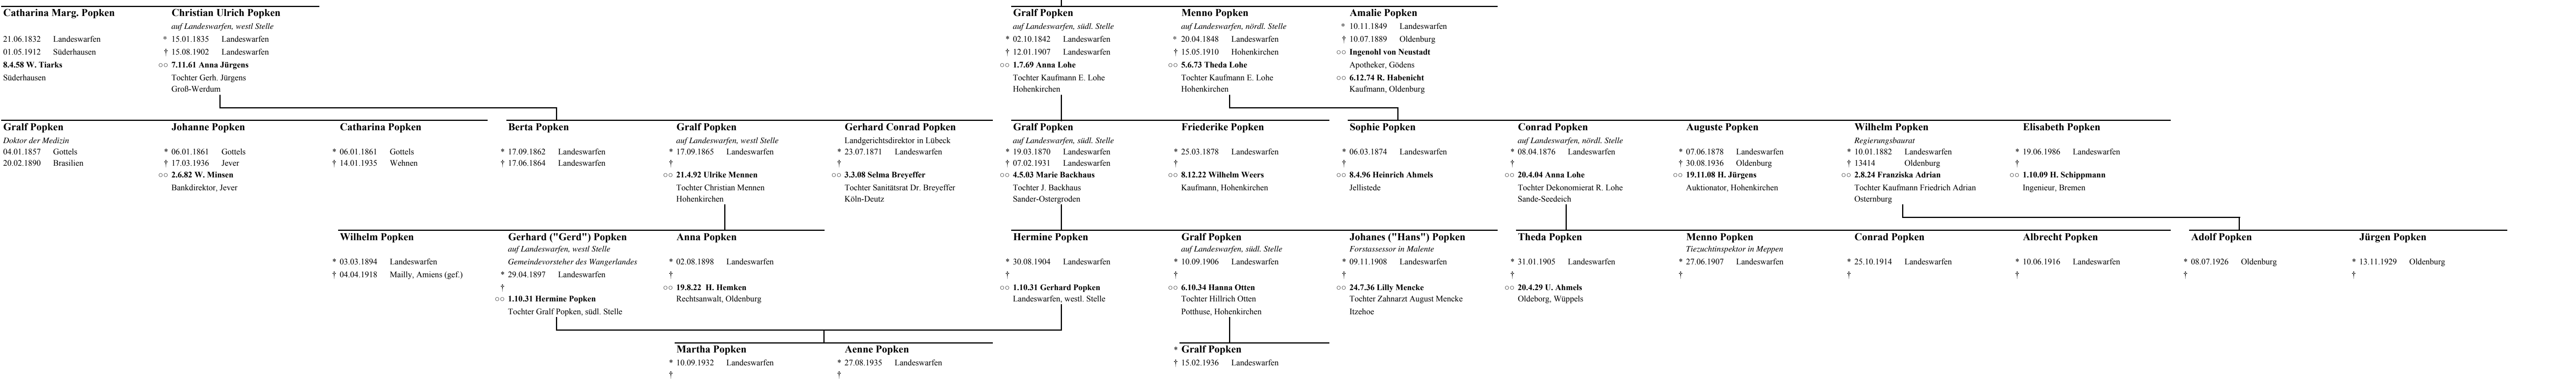 Catharina Marg. Popken
21.06.1832 Landeswarfen
01.05.1912 Süderhausen
8.4.58 W. Tiarks
Süderhausen
Christian Ulrich Popken
auf Landeswarfen, westl Stelle
* 15.01.1835 Landeswarfen
† 15.08.1902 Landeswarfen
○○ 7.11.61 Anna Jürgens
Tochter Gerh. Jürgens
Groß-Werdum
Gralf Popken
auf Landeswarfen, südl. Stelle
* 02.10.1842 Landeswarfen
† 12.01.1907 Landeswarfen
○○ 1.7.69 Anna Lohe
Tochter Kaufmann E. Lohe
Hohenkirchen
Menno Popken
auf Landeswarfen, nördl. Stelle
* 20.04.1848 Landeswarfen
† 15.05.1910 Hohenkirchen
○○ 5.6.73 Theda Lohe
Tochter Kaufmann E. Lohe
Hohenkirchen
Amalie Popken
* 10.11.1849 Landeswarfen
† 10.07.1889 Oldenburg
○○ Ingenohl von Neustadt
Apotheker, Gödens
○○ 6.12.74 R. Habenicht
Kaufmann, Oldenburg
Gralf Popken
Doktor der Medizin
04.01.1857 Gottels
20.02.1890 Brasilien
Johanne Popken
* 06.01.1861 Gottels
† 17.03.1936 Jever
○○ 2.6.82 W. Minsen
Bankdirektor, Jever
Catharina Popken
* 06.01.1861 Gottels
† 14.01.1935 Wehnen
Berta Popken
* 17.09.1862 Landeswarfen
† 17.06.1864 Landeswarfen
Gralf Popken
auf Landeswarfen, westl Stelle
* 17.09.1865 Landeswarfen
†
○○ 21.4.92 Ulrike Mennen
Tochter Christian Mennen
Hohenkirchen
Gerhard Conrad Popken
Landgerichtsdirektor in Lübeck
* 23.07.1871 Landeswarfen
†
○○ 3.3.08 Selma Breyeffer
Tochter Sanitätsrat Dr. Breyeffer
Köln-Deutz
Gralf Popken
auf Landeswarfen, südl. Stelle
* 19.03.1870 Landeswarfen
† 07.02.1931 Landeswarfen
○○ 4.5.03 Marie Backhaus
Tochter J. Backhaus
Sander-Ostergroden
Friederike Popken
* 25.03.1878 Landeswarfen
†
○○ 8.12.22 Wilhelm Weers
Kaufmann, Hohenkirchen
Sophie Popken
* 06.03.1874 Landeswarfen
†
○○ 8.4.96 Heinrich Ahmels
Jellistede
Conrad Popken
auf Landeswarfen, nördl. Stelle
* 08.04.1876 Landeswarfen
†
○○ 20.4.04 Anna Lohe
Tochter Dekonomierat R. Lohe
Sande-Seedeich
Auguste Popken
* 07.06.1878 Landeswarfen
† 30.08.1936 Oldenburg
○○ 19.11.08 H. Jürgens
Auktionator, Hohenkirchen
Wilhelm Popken
Regierungsbaurat
* 10.01.1882 Landeswarfen
† 13414 Oldenburg
○○ 2.8.24 Franziska Adrian
Tochter Kaufmann Friedrich Adrian
Osternburg
Elisabeth Popken
* 19.06.1986 Landeswarfen
†
○○ 1.10.09 H. Schippmann
Ingenieur, Bremen
Wilhelm Popken
* 03.03.1894 Landeswarfen
† 04.04.1918 Mailly, Amiens (gef.)
Gerhard ("Gerd") Popken
auf Landeswarfen, westl Stelle
Gemeindevorsteher des Wangerlandes
* 29.04.1897 Landeswarfen
†
○○ 1.10.31 Hermine Popken
Tochter Gralf Popken, südl. Stelle
Anna Popken
* 02.08.1898 Landeswarfen
†
○○ 19.8.22 H. Hemken
Rechtsanwalt, Oldenburg
Hermine Popken
* 30.08.1904 Landeswarfen
†
○○ 1.10.31 Gerhard Popken
Landeswarfen, westl. Stelle
Gralf Popken
auf Landeswarfen, südl. Stelle
* 10.09.1906 Landeswarfen
†
○○ 6.10.34 Hanna Otten
Tochter Hillrich Otten
Potthuse, Hohenkirchen
Johanes ("Hans") Popken
Forstassessor in Malente
* 09.11.1908 Landeswarfen
†
○○ 24.7.36 Lilly Mencke
Tochter Zahnarzt August Mencke
Itzehoe
Theda Popken
* 31.01.1905 Landeswarfen
†
○○ 20.4.29 U. Ahmels
Oldeborg, Wüppels
Menno Popken
Tiezuchtinspektor in Meppen
* 27.06.1907 Landeswarfen
†
Conrad Popken
* 25.10.1914 Landeswarfen
†
Albrecht Popken
* 10.06.1916 Landeswarfen
†
Adolf Popken
* 08.07.1926 Oldenburg
†
Jürgen Popken
* 13.11.1929 Oldenburg
†
Martha Popken
* 10.09.1932 Landeswarfen
†
Aenne Popken
* 27.08.1935 Landeswarfen
†
* Gralf Popken
† 15.02.1936 Landeswarfen